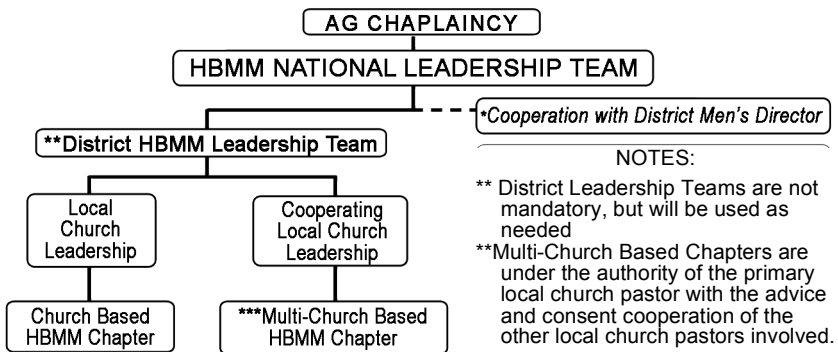 AG CHAPLAINCY
HBMM NATIONAL LEADERSHIP TEAM
*Cooperation with District Men's Director
**District HBMM Leadership Team
Local
Church
Leadership
Cooperating
Local Church
Leadership
Church Based
HBMM Chapter
***Multi-Church Based
HBMM Chapter
NOTES:
** District Leadership Teams are not
mandatory, but will be used as
needed
**Multi-Church Based Chapters are
under the authority of the primary
local church pastor with the advice
and consent cooperation of the
other local church pastors involved.